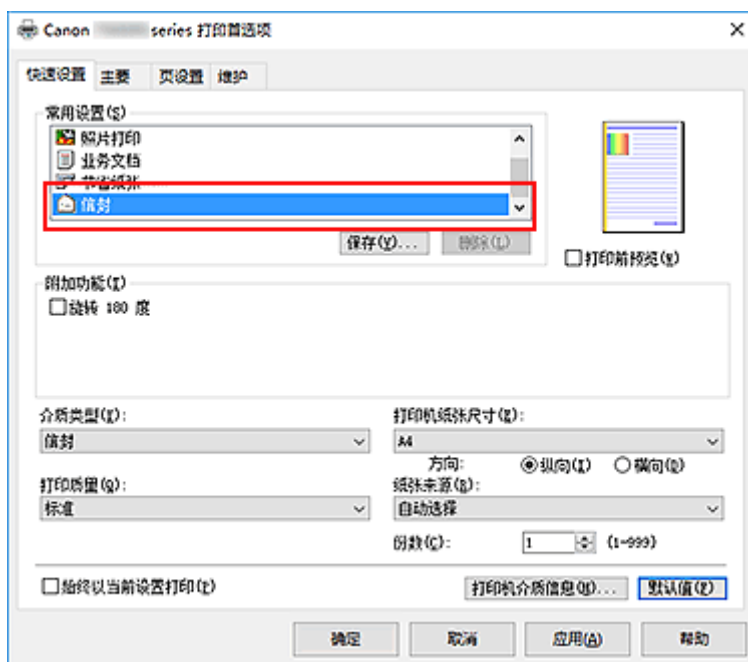 Canon series 打印首选项
快速设置 主要 页设置 维护
常用设置(S)
照片打印
业务文档
节省纸张
信封
保存(V)... 删除(L)
打印前预览(W)
附加功能(T)
旋转 180 度
介质类型(I): 打印机纸张尺寸(Z):
信封 A4
方向: 纵向(I) 横向(D)
打印质量(Q): 纸张来源(B):
标准 自动选择
份数(C): 1 (1-999)
始终以当前设置打印(P)
打印机介质信息(M)... 默认值(F)
确定 取消 应用(A) 帮助